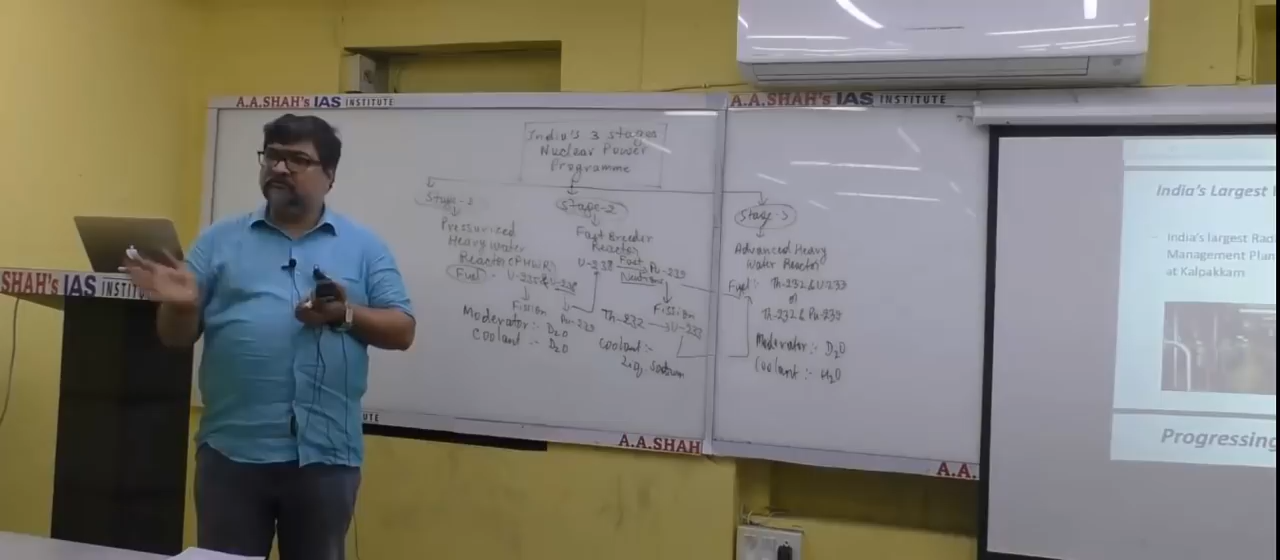 A.A.SHAH's IAS INSTITUTE
A.A.SHAH's IAS INSTITUTE
India's 3 stages
Nuclear Power
Programme
Stage-1
Pressurized
Heavy Water
Reactor (PHWR)
Fuel - U-235 & U-238
Fission
Pu-239
Moderator :- D2O
Coolant :- D2O
Stage-2
Fast Breeder
Reactor
U-238 Fast Neutrons Pu-239
Fission
Th-232 U-233
Coolant :-
Liq. Sodium
Stage-3
Advanced Heavy
Water Reactor
Fuel :- Th-232 & U-233
or
Th-232 & Pu-239
Moderator :- D2O
Coolant :- H2O
India's Largest
India's largest Rad
Management Plan
at Kalpakkam
Progressing
SHAH's IAS INSTIT
UTE
A.A.SHAH
A.A.